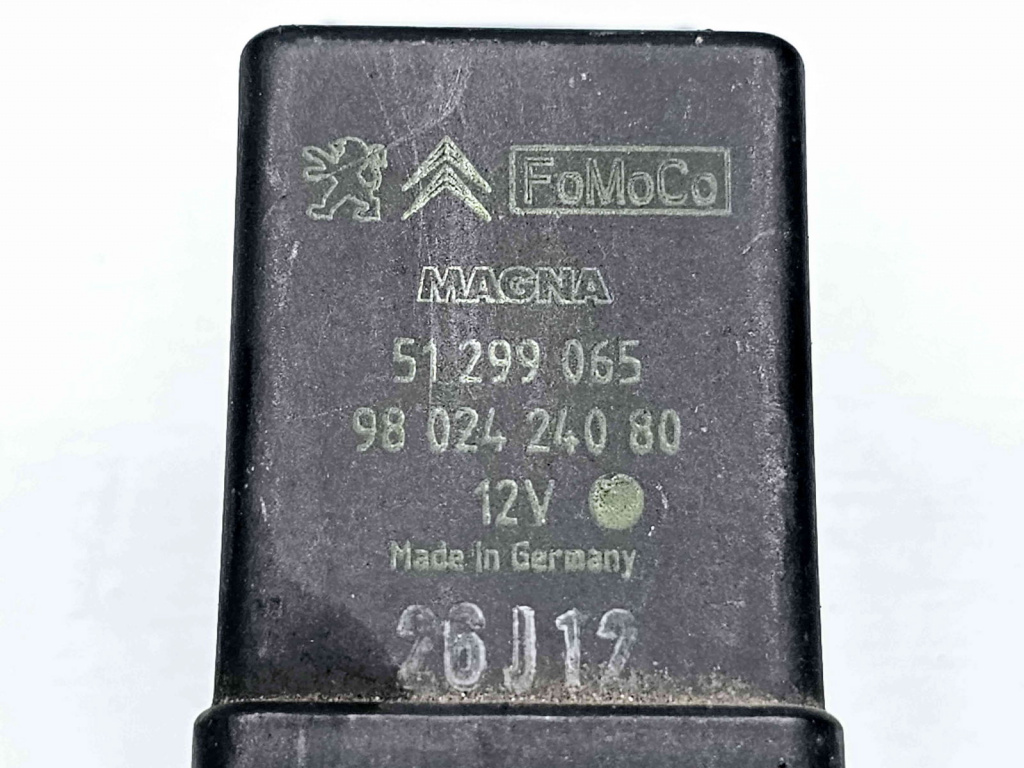 FoMoCo
MAGNA
51 299 065
98 024 240 80
12V
Made in Germany
26J12